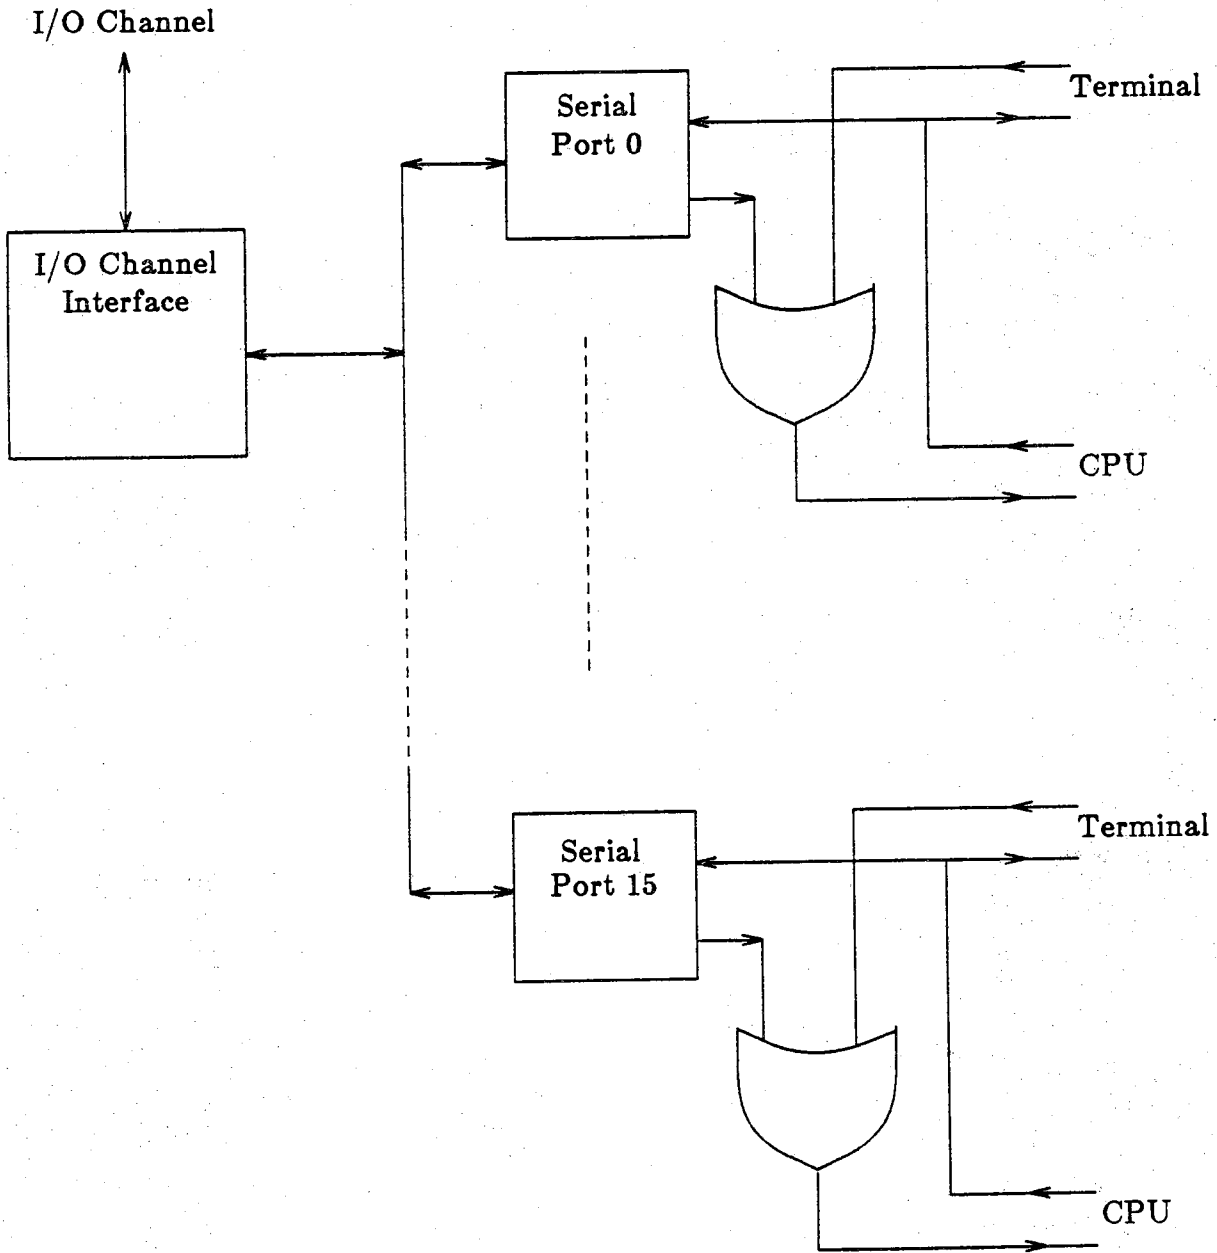 I/O Channel
I/O Channel
Interface
Serial
Port 0
Terminal
CPU
Serial
Port 15
Terminal
CPU